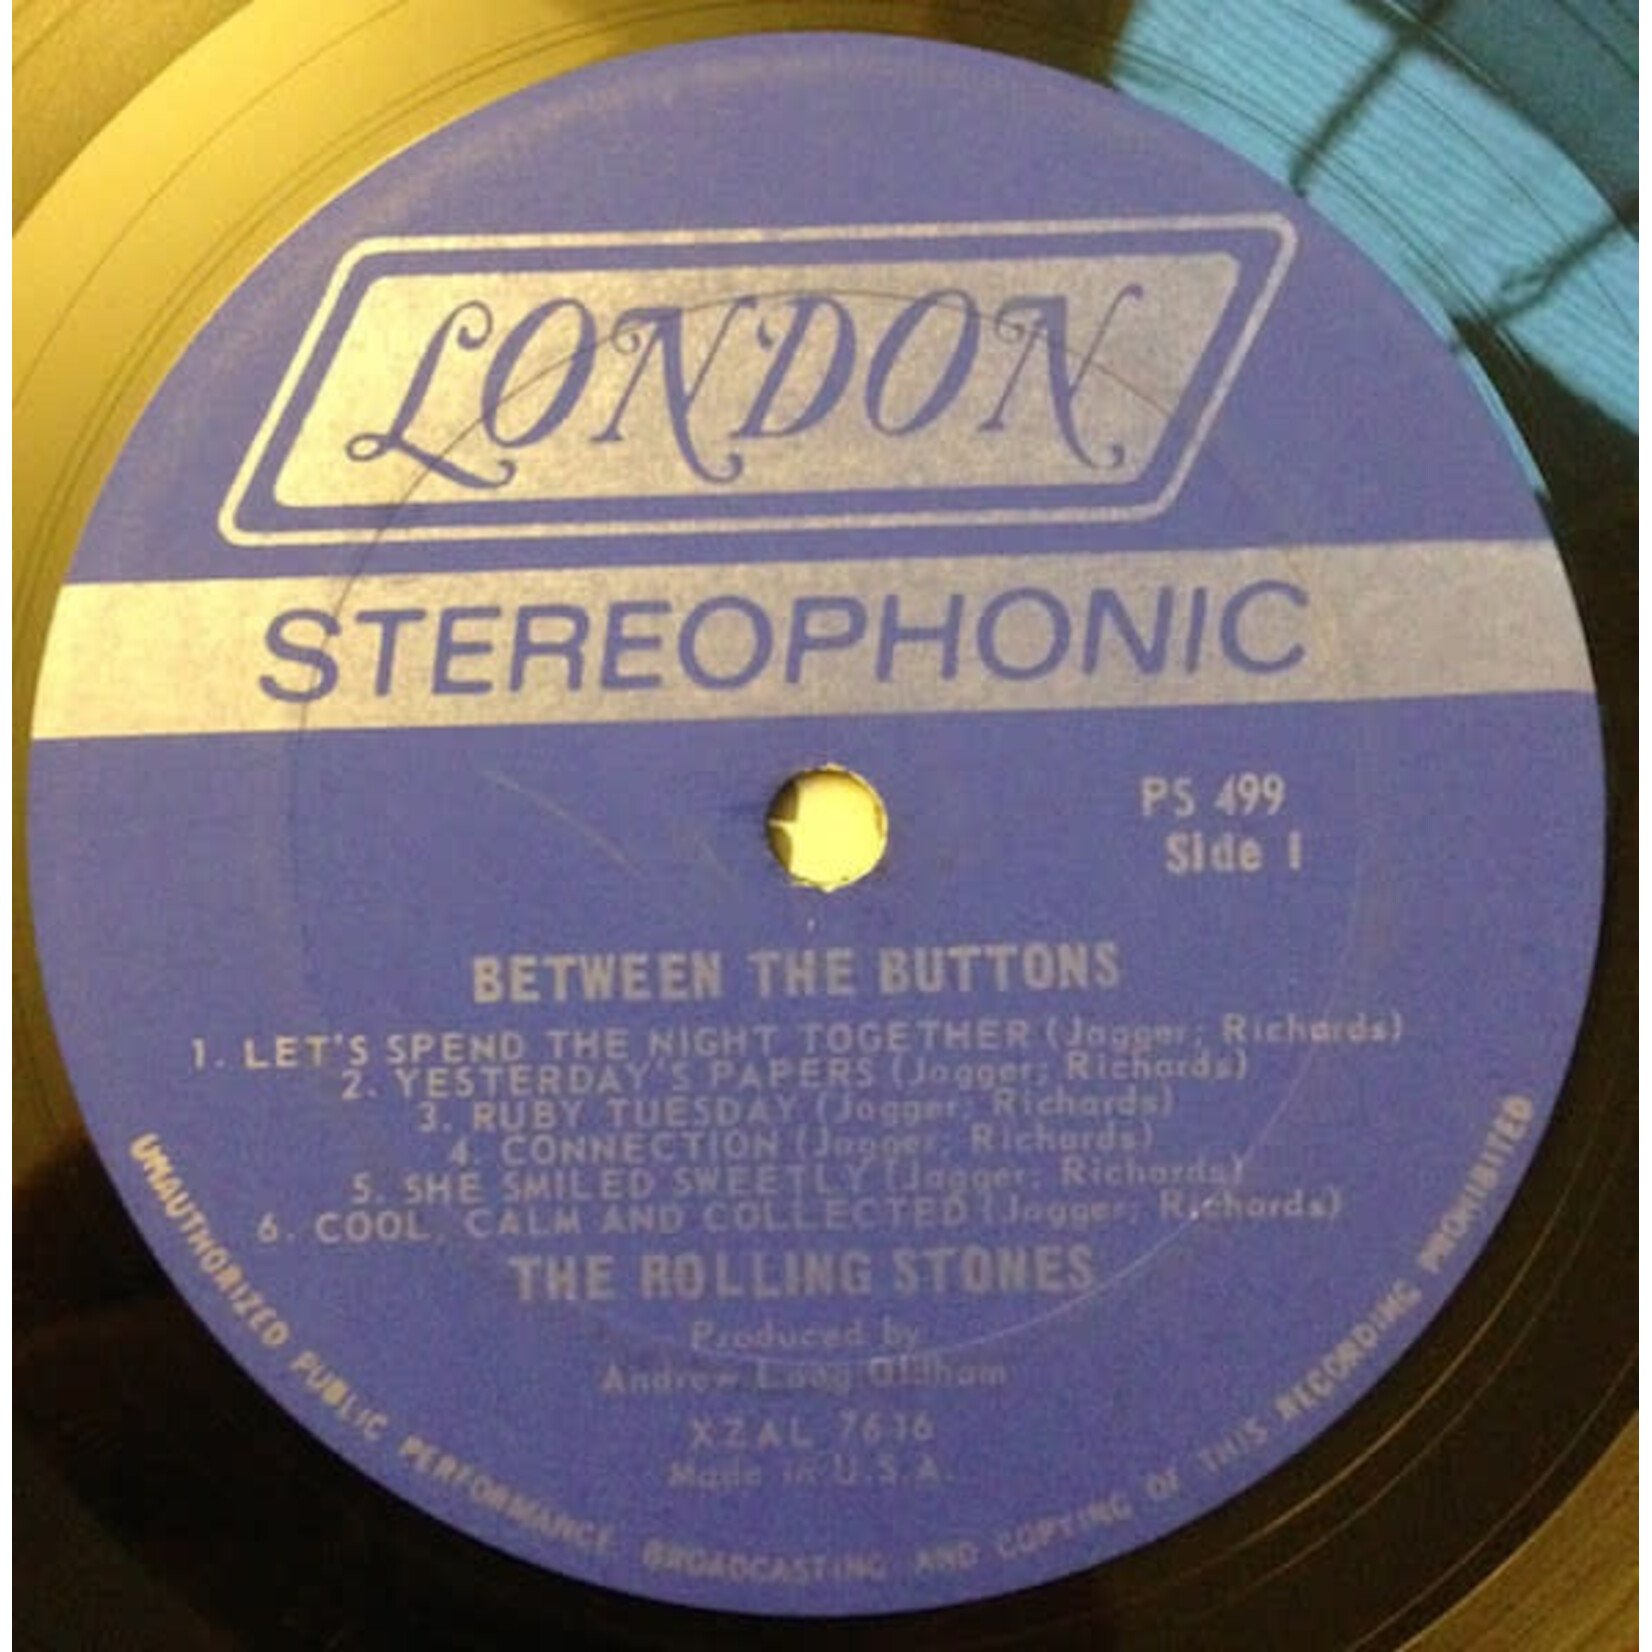 LONDON
STEREOPHONIC
PS 499
Side 1
BETWEEN THE BUTTONS
1. LET'S SPEND THE NIGHT TOGETHER (Jagger; Richards)
2. YESTERDAY'S PAPERS (Jagger; Richards)
3. RUBY TUESDAY (Jagger; Richards)
4. CONNECTION (Jagger; Richards)
5. SHE SMILED SWEETLY (Jagger; Richards)
6. COOL, CALM AND COLLECTED (Jagger; Richards)
THE ROLLING STONES
Produced by
Andrew Loog Oldham
XZAL 7636
Made in U.S.A.
UNAUTHORIZED PUBLIC PERFORMANCE BROADCASTING AND COPYING OF THIS RECORDING PROHIBITED